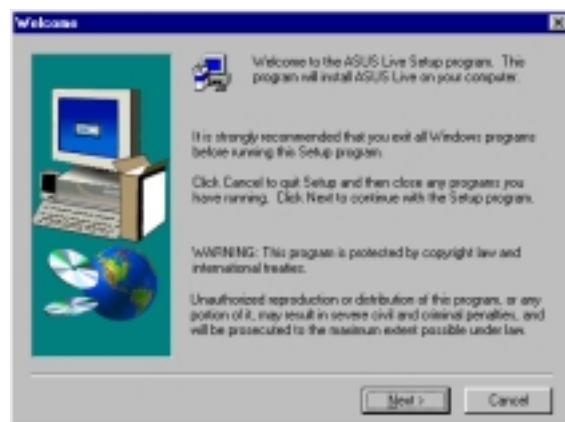 Welcome
Welcome to the ASUS Live Setup program. This
program will install ASUS Live on your computer.
It is strongly recommended that you exit all Windows programs
before running this Setup program.
Click Cancel to quit Setup and then close any programs you
have running. Click Next to continue with the Setup program.
WARNING: This program is protected by copyright law and
international treaties.
Unauthorized reproduction or distribution of this program, or any
portion of it, may result in severe civil and criminal penalties, and
will be prosecuted to the maximum extent possible under law.
Next >
Cancel